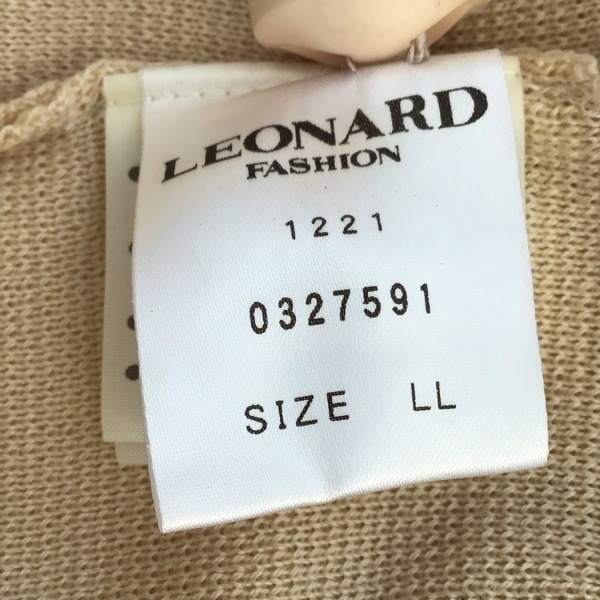 LEONARD
FASHION
1221
0327591
SIZE LL